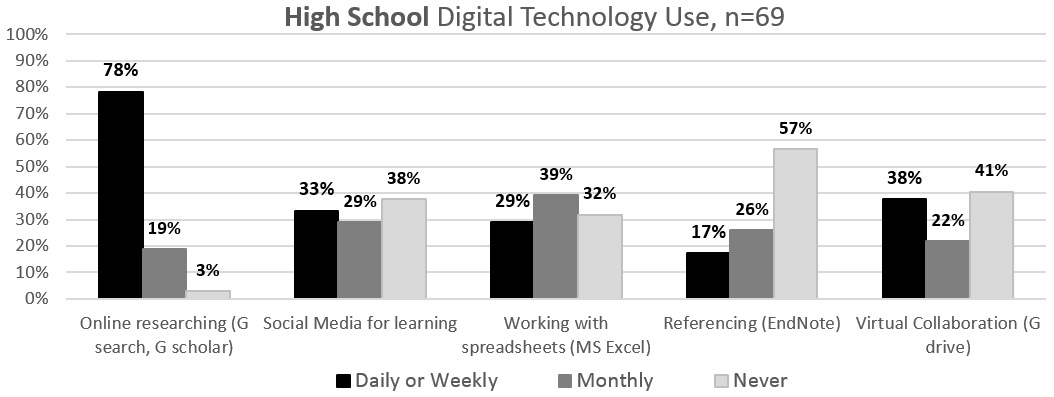 High School Digital Technology Use, n=69
100%
90%
80%
70%
60%
50%
40%
30%
20%
10%
0%
78%
19%
3%
33%
29%
38%
29%
39%
32%
17%
26%
57%
38%
22%
41%
Online researching (G
search, G scholar)
Social Media for learning
Working with
spreadsheets (MS Excel)
Referencing (EndNote)
Virtual Collaboration (G
drive)
Daily or Weekly
Monthly
Never